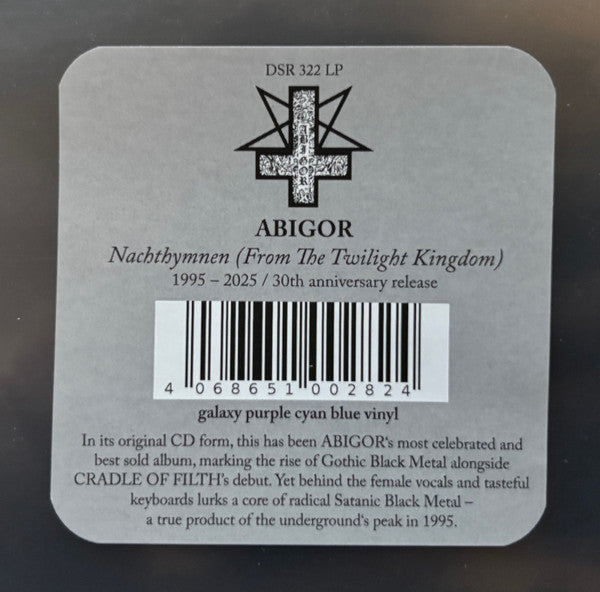 DSR 322 LP
ABIGOR
ABIGOR
Nachthymnen (From The Twilight Kingdom)
1995 – 2025 / 30th anniversary release
4 068651 002824
galaxy purple cyan blue vinyl
In its original CD form, this has been ABIGOR's most celebrated and
best sold album, marking the rise of Gothic Black Metal alongside
CRADLE OF FILTH's debut. Yet behind the female vocals and tasteful
keyboards lurks a core of radical Satanic Black Metal –
a true product of the underground's peak in 1995.